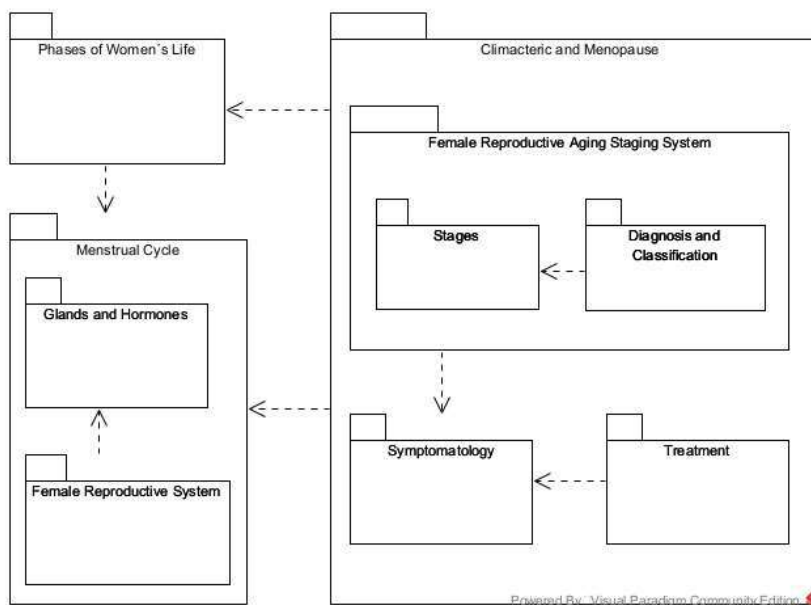 Phases of Women´s Life
Climacteric and Menopause
Female Reproductive Aging Staging System
Stages
Diagnosis and
Classification
Menstrual Cycle
Glands and Hormones
Female Reproductive System
Symptomatology
Treatment
Powered By Visual Paradigm Community Edition